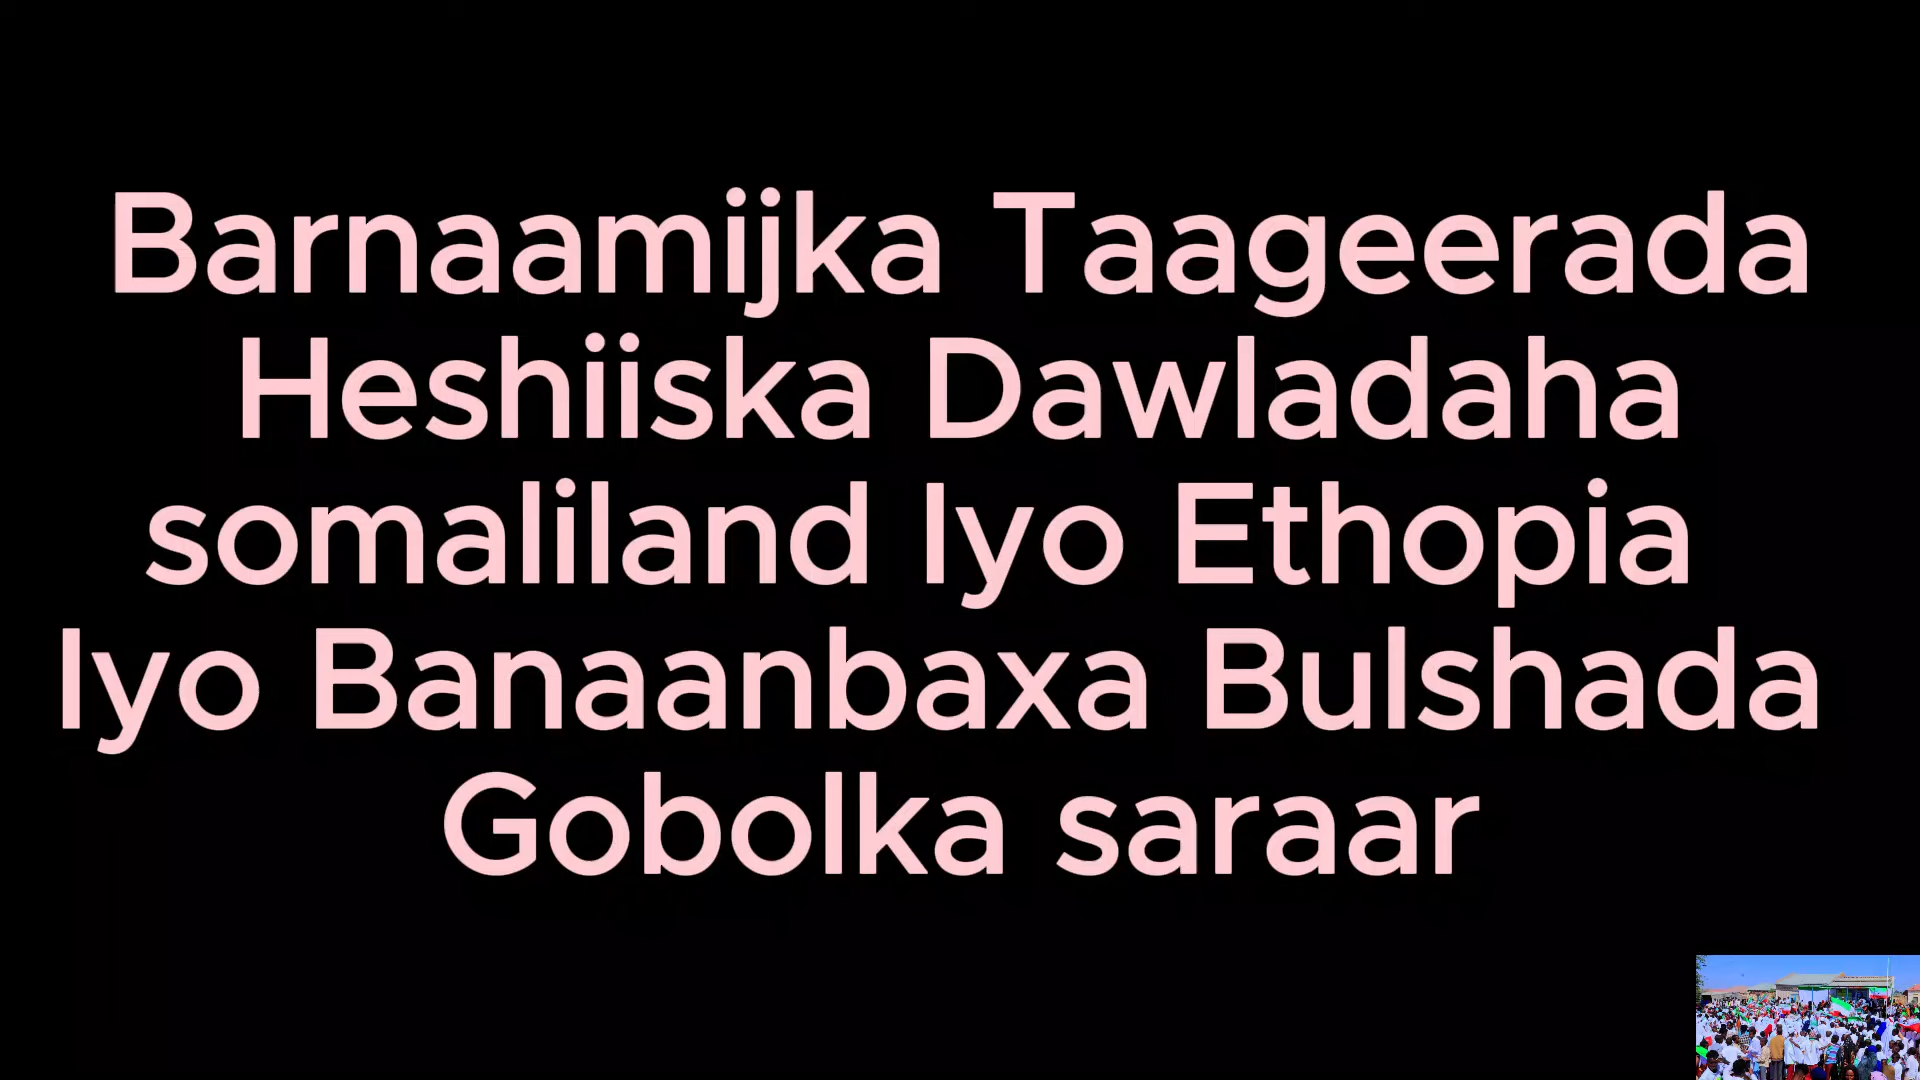 Barnaamijka Taageerada
Heshiiska Dawladaha
somaliland Iyo Ethopia
Iyo Banaanbaxa Bulshada
Gobolka saraar